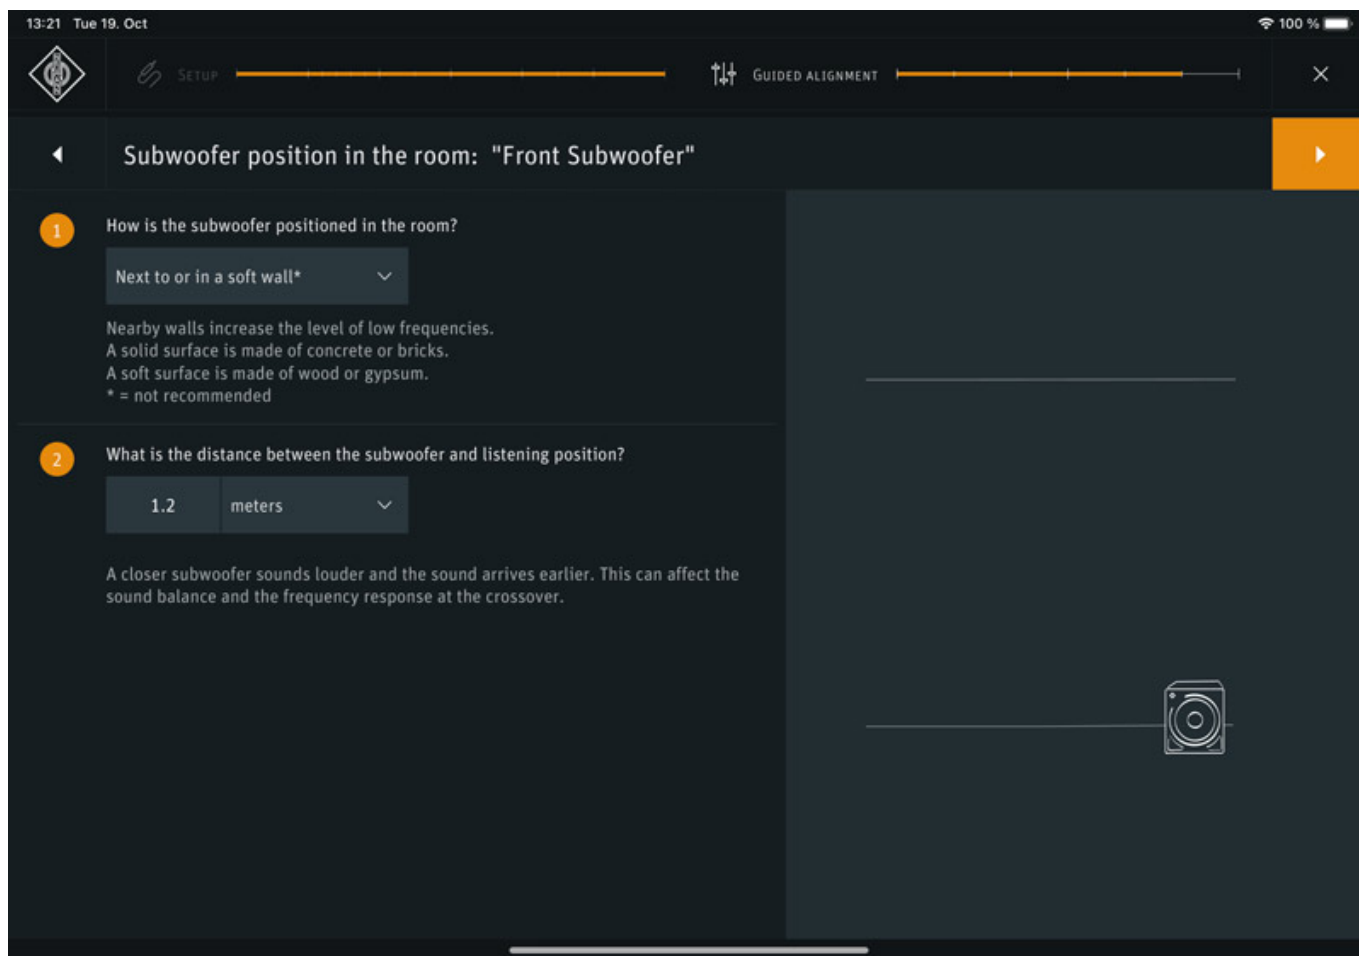 13:21 Tue 19. Oct
100 %
SETUP
GUIDED ALIGNMENT
Subwoofer position in the room: "Front Subwoofer"
1
How is the subwoofer positioned in the room?
Next to or in a soft wall*
Nearby walls increase the level of low frequencies.
A solid surface is made of concrete or bricks.
A soft surface is made of wood or gypsum.
* = not recommended
2
What is the distance between the subwoofer and listening position?
1.2 meters
A closer subwoofer sounds louder and the sound arrives earlier. This can affect the
sound balance and the frequency response at the crossover.